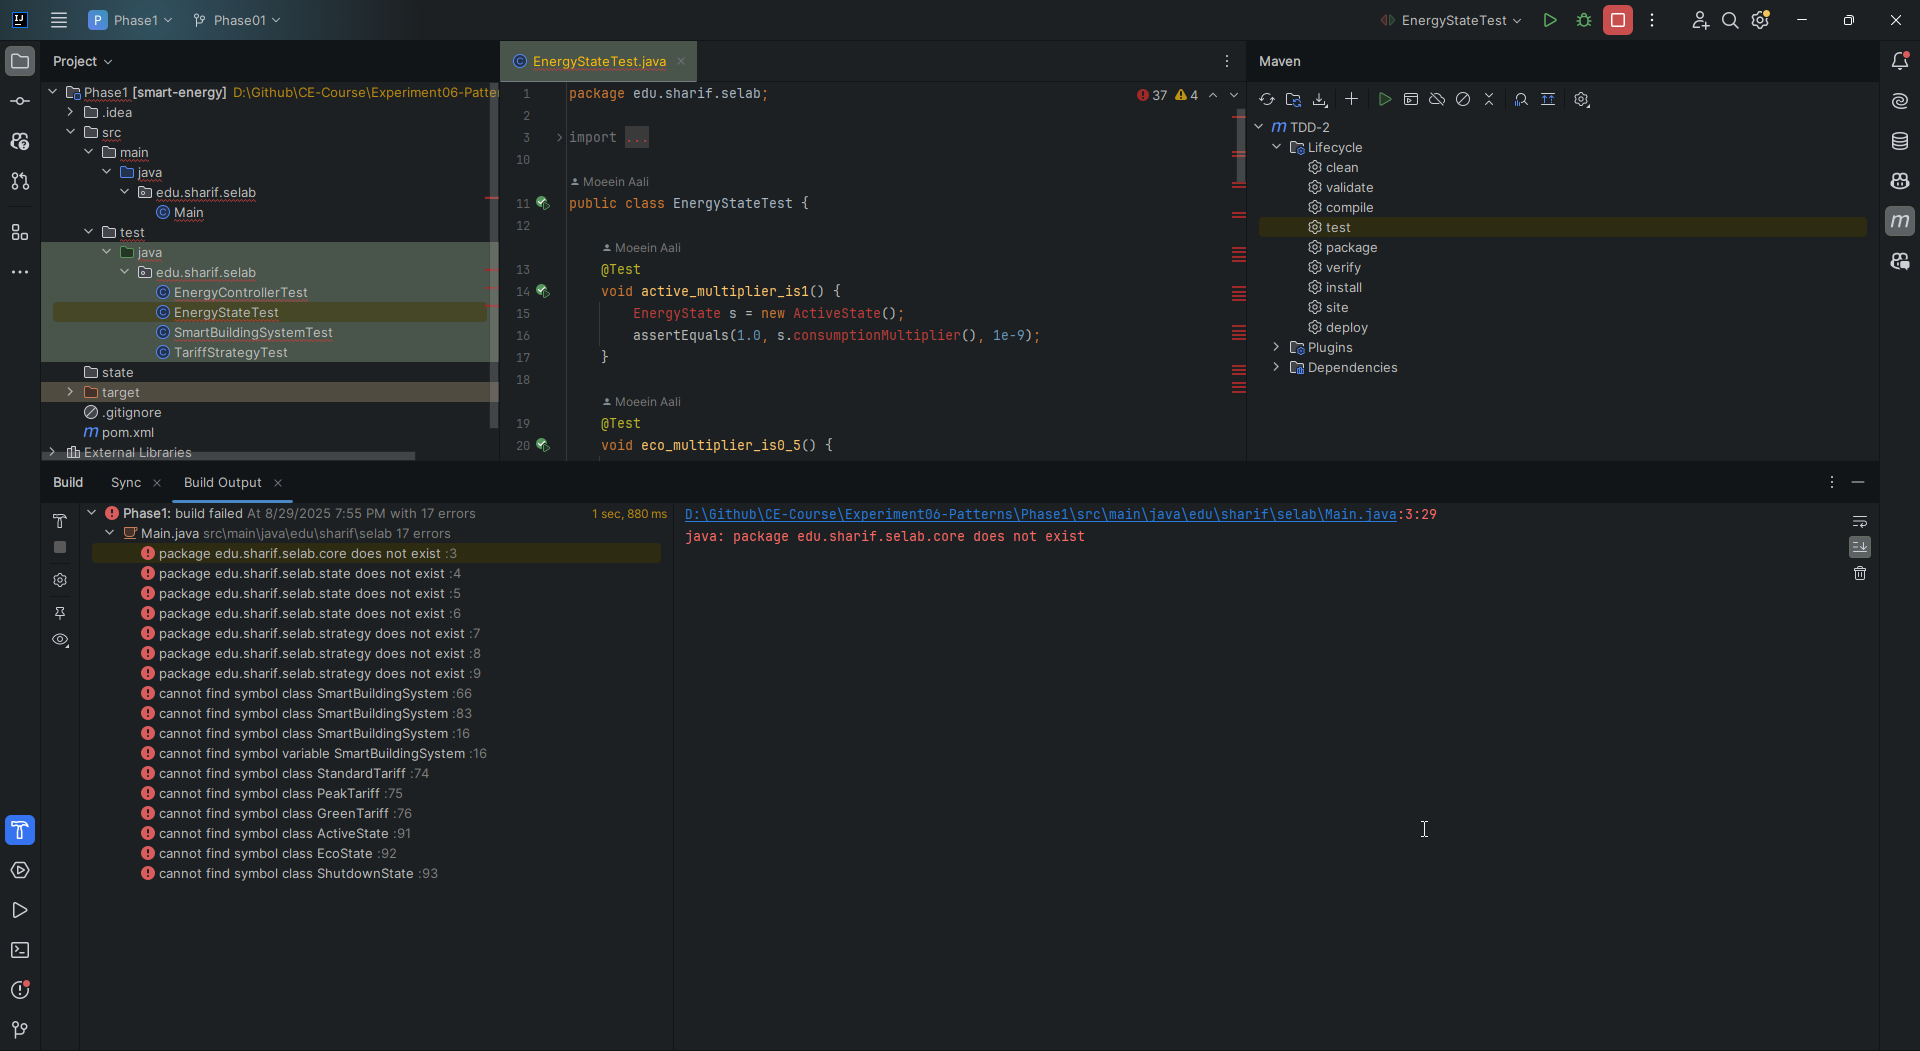 P Phase1 Phase01 EnergyStateTest
Project
Phase1 [smart-energy] D:\Github\CE-Course\Experiment06-Patte
.idea
src
main
java
edu.sharif.selab
Main
test
java
edu.sharif.selab
EnergyControllerTest
EnergyStateTest
SmartBuildingSystemTest
TariffStrategyTest
state
target
.gitignore
pom.xml
External Libraries
EnergyStateTest.java
37 4
1 package edu.sharif.selab;
2
3 import ...
10
Moeein Aali
11 public class EnergyStateTest {
12
Moeein Aali
13 @Test
14 void active_multiplier_is1() {
15 EnergyState s = new ActiveState();
16 assertEquals(1.0, s.consumptionMultiplier(), 1e-9);
17 }
18
Moeein Aali
19 @Test
20 void eco_multiplier_is0_5() {
Maven
TDD-2
Lifecycle
clean
validate
compile
test
package
verify
install
site
deploy
Plugins
Dependencies
Build Sync Build Output
Phase1: build failed At 8/29/2025 7:55 PM with 17 errors 1 sec, 880 ms
Main.java src\main\java\edu\sharif\selab 17 errors
package edu.sharif.selab.core does not exist :3
package edu.sharif.selab.state does not exist :4
package edu.sharif.selab.state does not exist :5
package edu.sharif.selab.state does not exist :6
package edu.sharif.selab.strategy does not exist :7
package edu.sharif.selab.strategy does not exist :8
package edu.sharif.selab.strategy does not exist :9
cannot find symbol class SmartBuildingSystem :66
cannot find symbol class SmartBuildingSystem :83
cannot find symbol class SmartBuildingSystem :16
cannot find symbol variable SmartBuildingSystem :16
cannot find symbol class StandardTariff :74
cannot find symbol class PeakTariff :75
cannot find symbol class GreenTariff :76
cannot find symbol class ActiveState :91
cannot find symbol class EcoState :92
cannot find symbol class ShutdownState :93
D:\Github\CE-Course\Experiment06-Patterns\Phase1\src\main\java\edu\sharif\selab\Main.java:3:29
java: package edu.sharif.selab.core does not exist